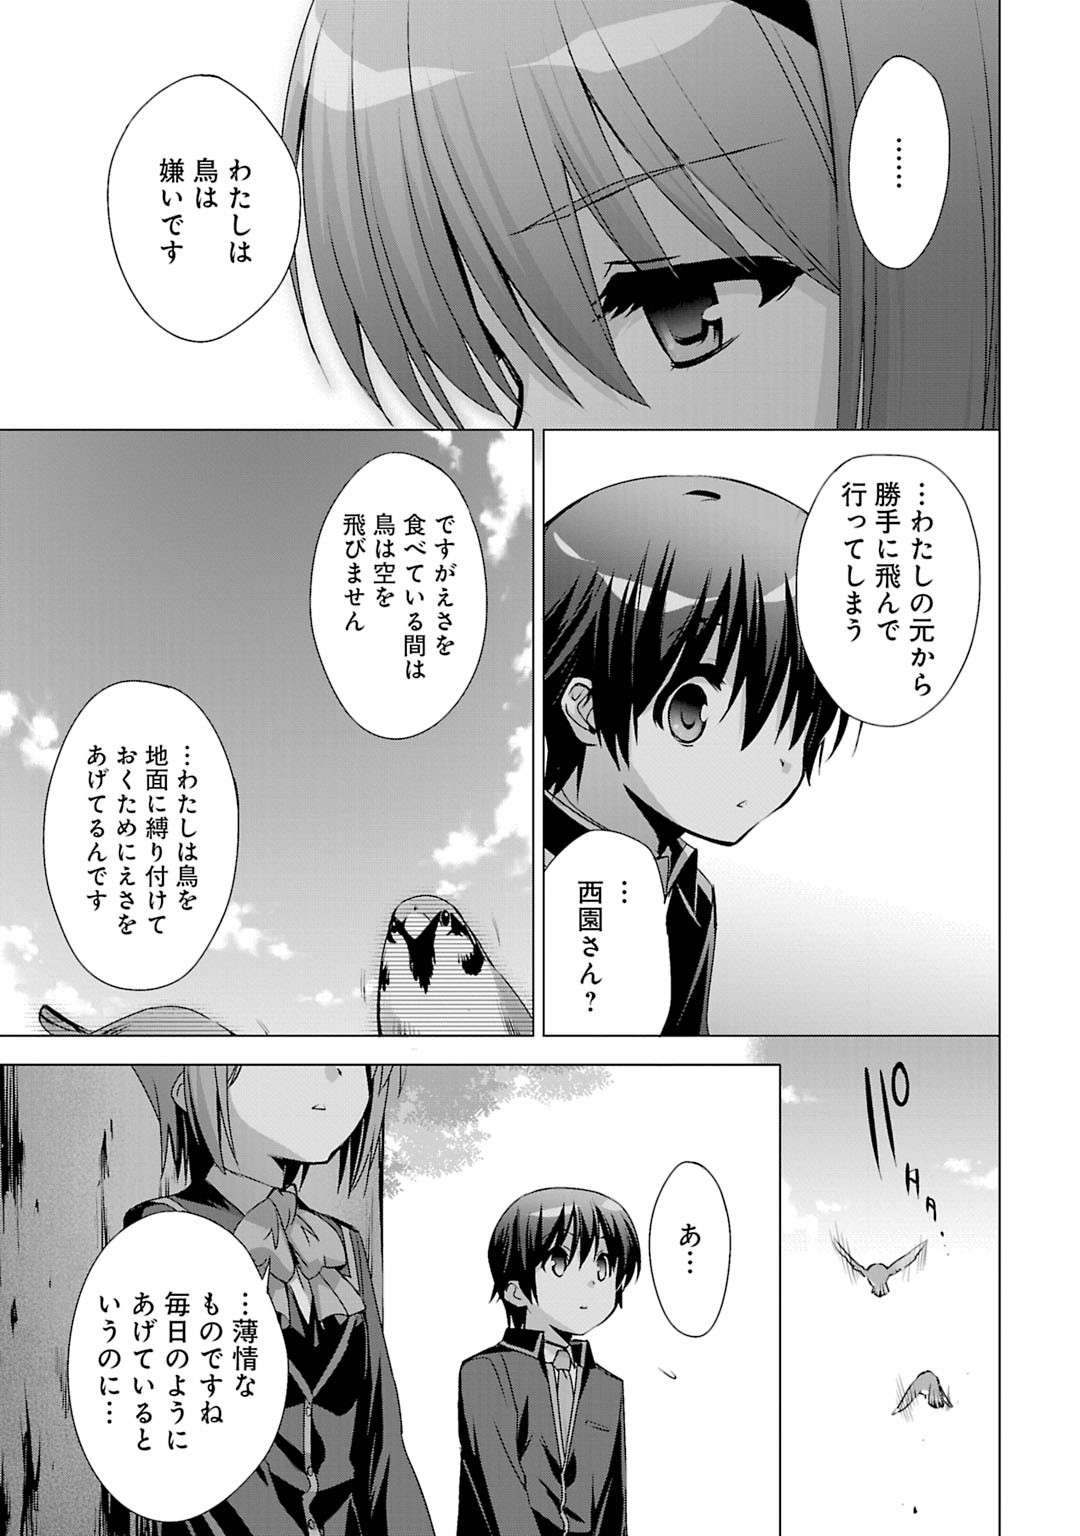 ……
わたしは
鳥は
嫌いです
…わたしの元から
勝手に飛んで
行ってしまう
…
西園さん？
ですがえさを
食べている間は
鳥は空を
飛びません
…わたしは鳥を
地面に縛り付けて
おくためにえさを
あげてるんです
パ
サ
あ…
…薄情な
ものですね
毎日のように
あげていると
いうのに…